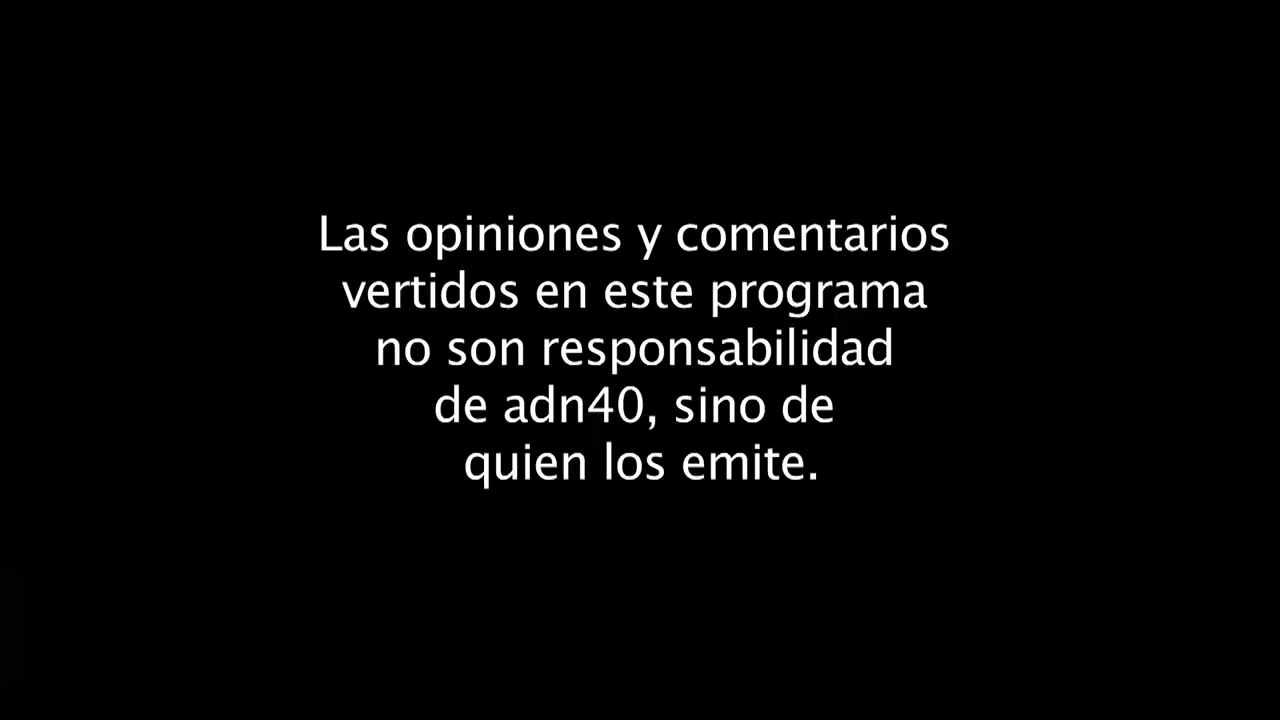 Las opiniones y comentarios
vertidos en este programa
no son responsabilidad
de adn40, sino de
quien los emite.